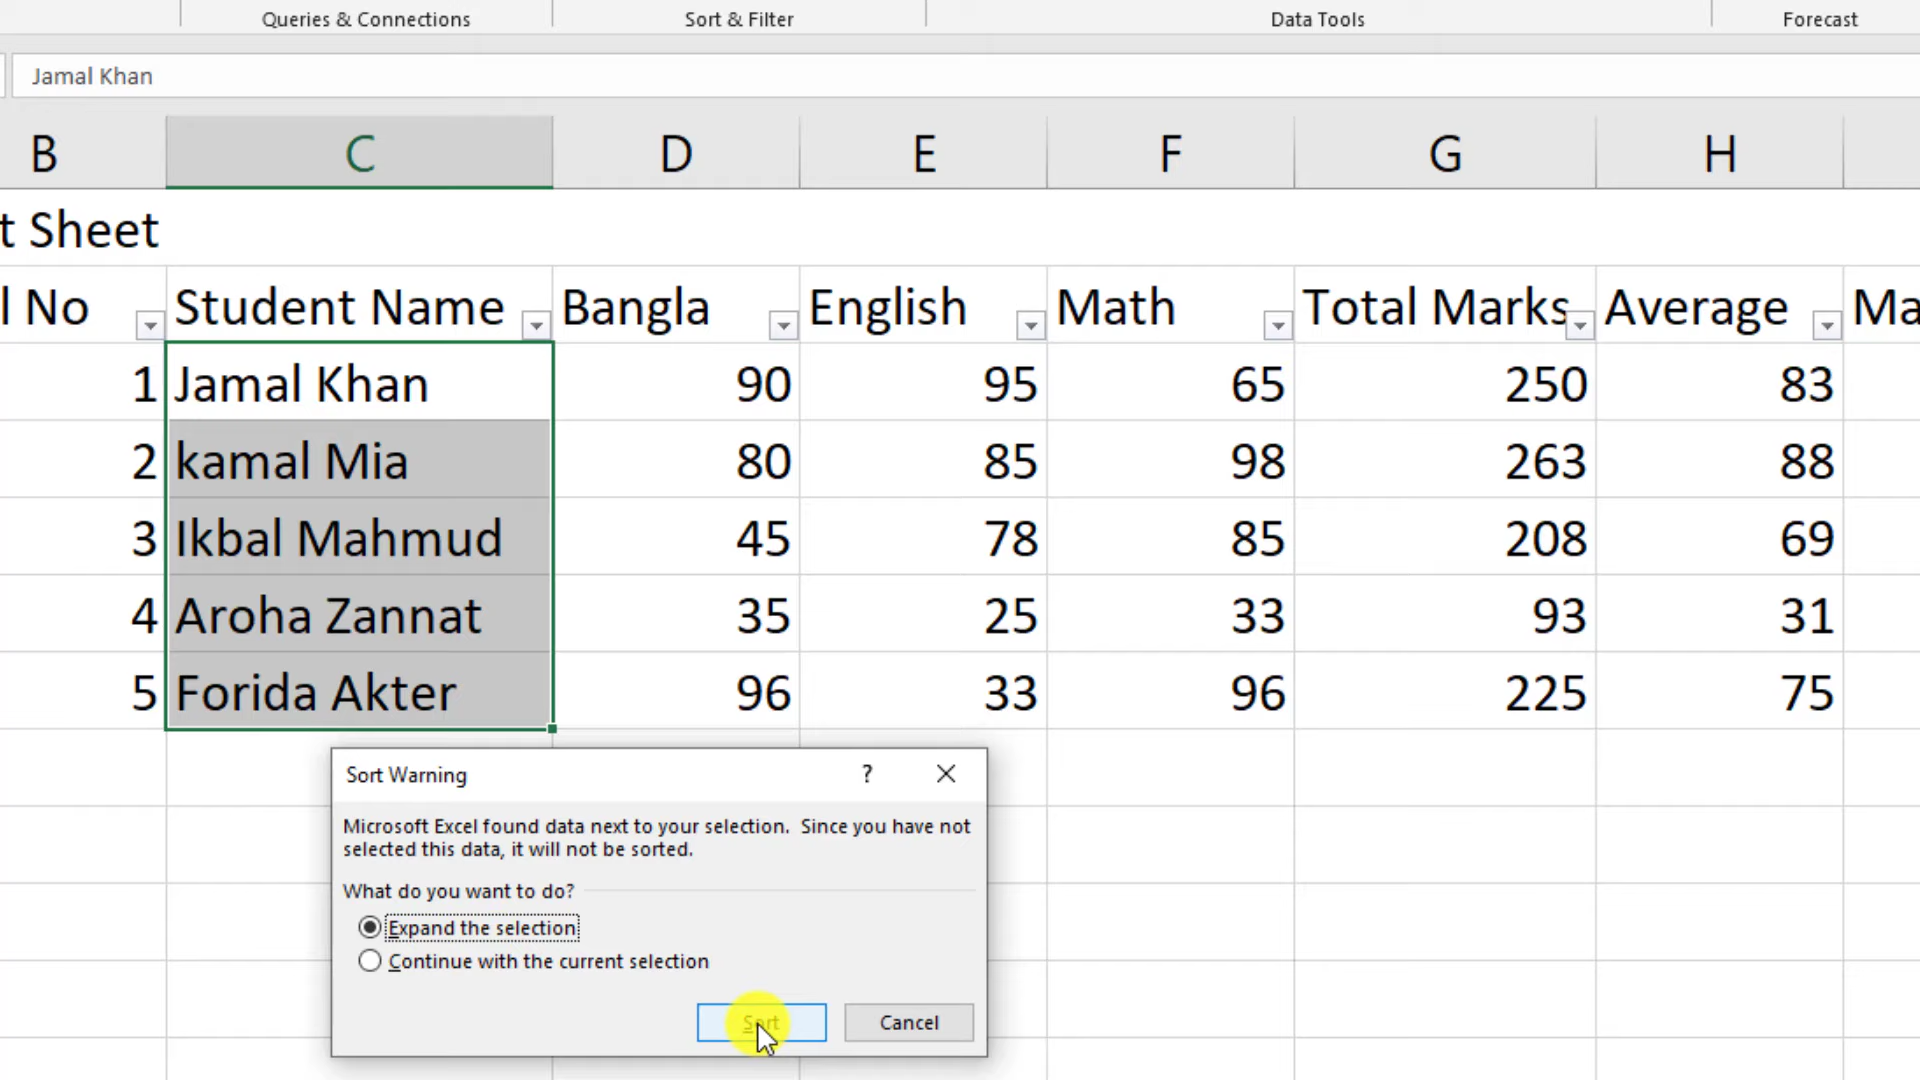 Queries & Connections Sort & Filter Data Tools Forecast
Jamal Khan
B C D E F G H
t Sheet
l No Student Name Bangla English Math Total Marks Average Ma
1 Jamal Khan 90 95 65 250 83
2 kamal Mia 80 85 98 263 88
3 Ikbal Mahmud 45 78 85 208 69
4 Aroha Zannat 35 25 33 93 31
5 Forida Akter 96 33 96 225 75
Sort Warning ?
Microsoft Excel found data next to your selection. Since you have not
selected this data, it will not be sorted.
What do you want to do?
Expand the selection
Continue with the current selection
Sort Cancel